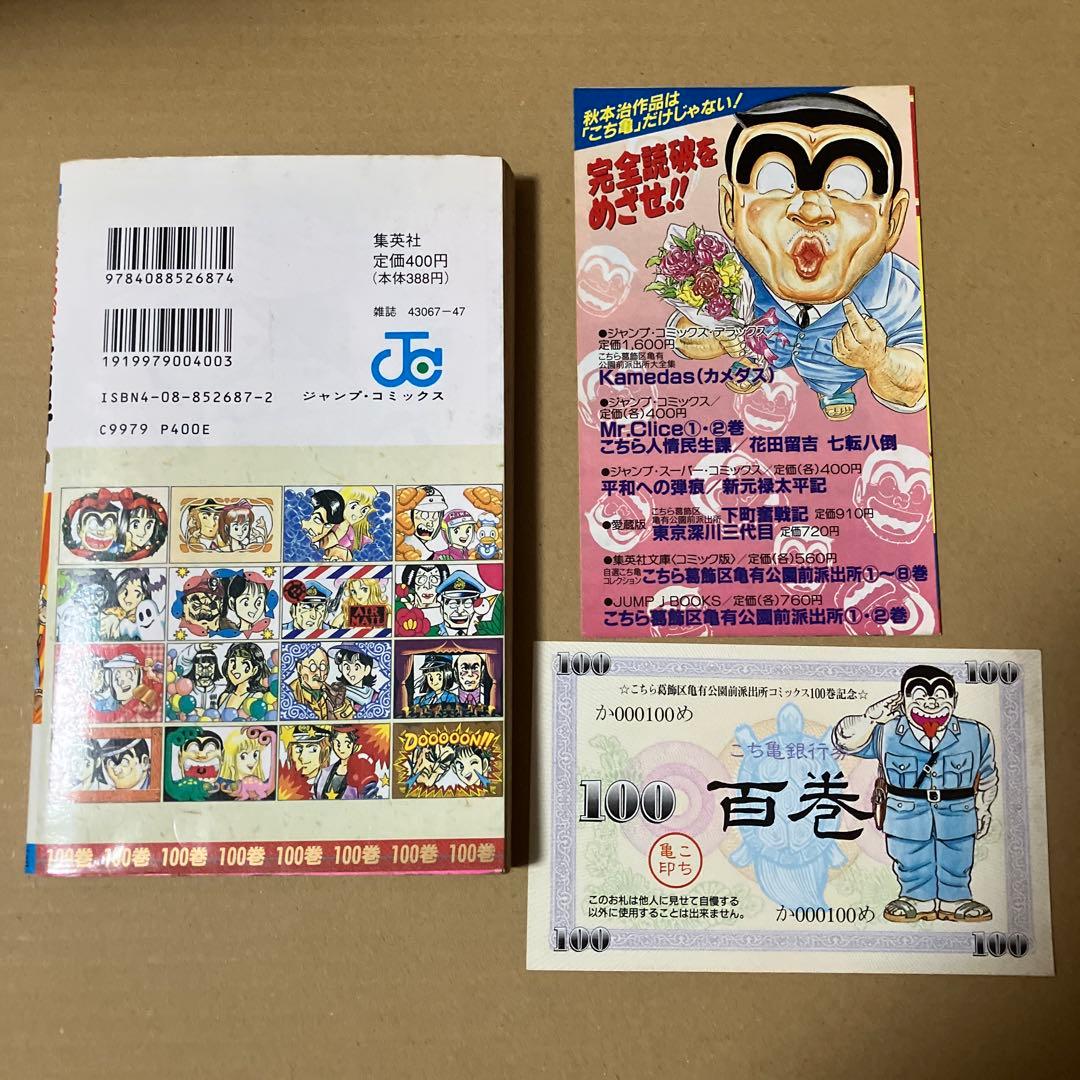 9784088526874
1919979004003
ISBN4-08-852687-2
C9979 P400E
集英社
定価400円
(本体388円)
雑誌 43067-47
JC
ジャンプ・コミックス
AIR MAIL
DOOOOON!!
100巻 100巻 100巻 100巻 100巻 100巻 100巻 100巻
秋本治作品は
「こち亀」だけじゃない!
完全読破を
めざせ!!
●ジャンプ・コミックス・デラックス/
定価1,600円
こちら葛飾区亀有
公園前派出所大全集
Kamedas(カメダス)
●ジャンプ・コミックス/
定価(各)400円
Mr.Clice①・②巻
こちら人情民生課/花田留吉 七転八倒
●ジャンプ・スーパー・コミックス/定価(各)400円
平和への弾痕/新元禄太平記
●愛蔵版 こちら葛飾区亀有公園前派出所 下町奮戦記 定価910円
東京深川三代目 定価720円
●集英社文庫〈コミック版〉/定価(各)560円
自選こち亀コレクション こちら葛飾区亀有公園前派出所①〜⑧巻
●JUMP J BOOKS/定価(各)760円
こちら葛飾区亀有公園前派出所①・②巻
100 100
☆こちら葛飾区亀有公園前派出所コミックス100巻記念☆
か000100め
こち亀銀行券
100 百巻
こち亀印
このお札は他人に見せて自慢する
以外に使用することは出来ません。
か000100め
100 100